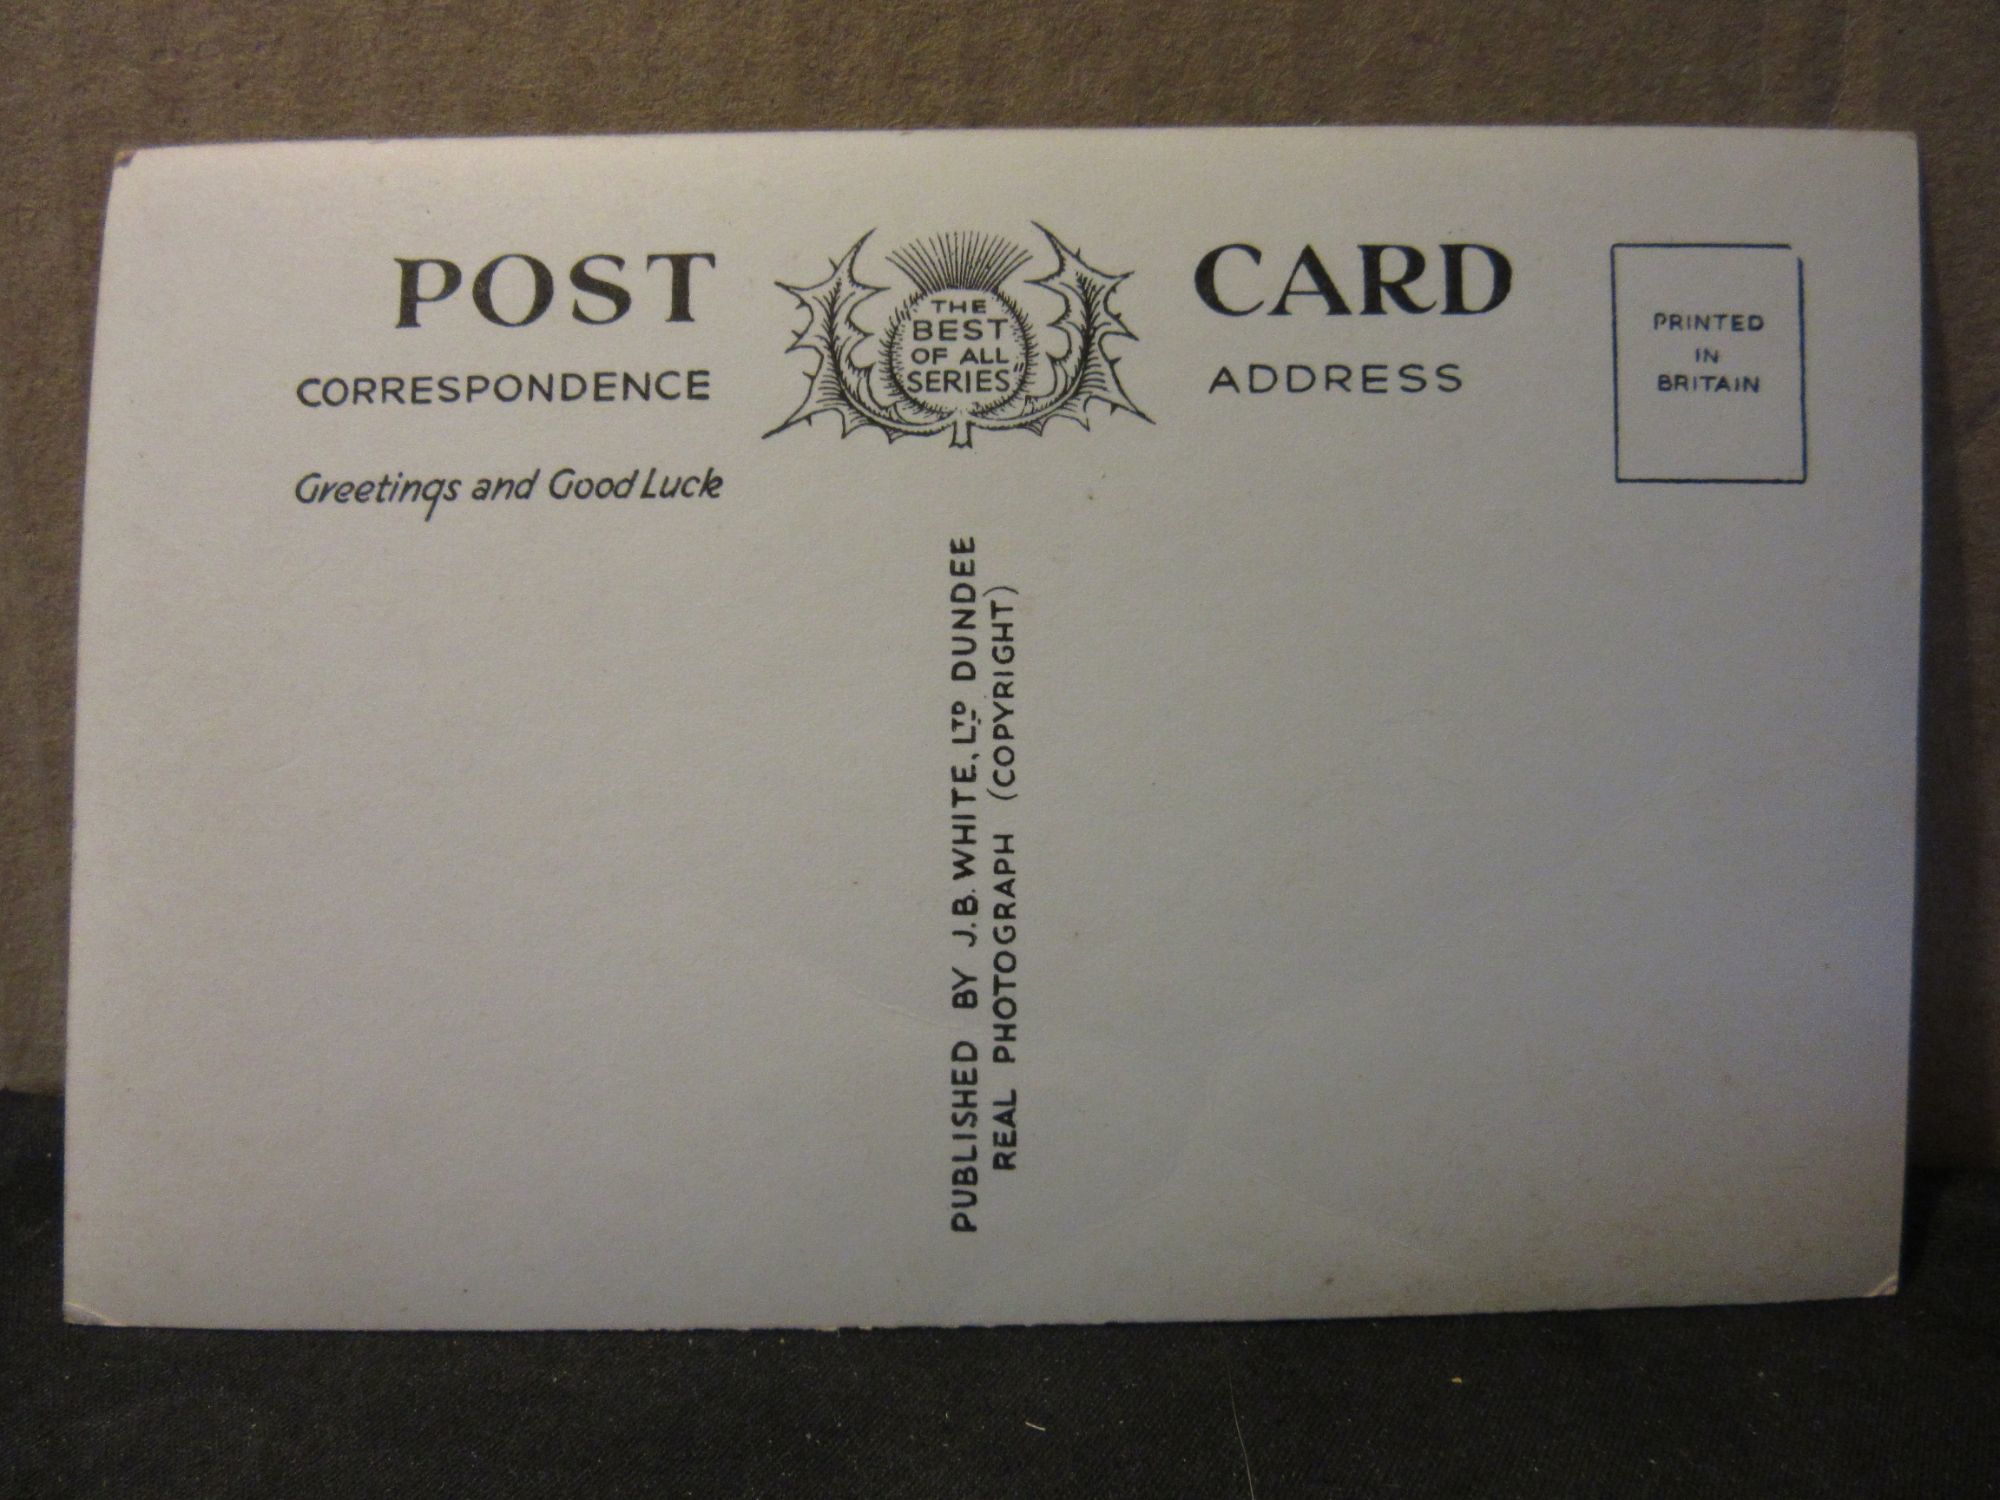 POST CARD
THE
BEST
OF ALL
SERIES"
CORRESPONDENCE
ADDRESS
PRINTED
IN
BRITAIN
Greetings and Good Luck
PUBLISHED BY J.B. WHITE, LTD DUNDEE
REAL PHOTOGRAPH (COPYRIGHT)